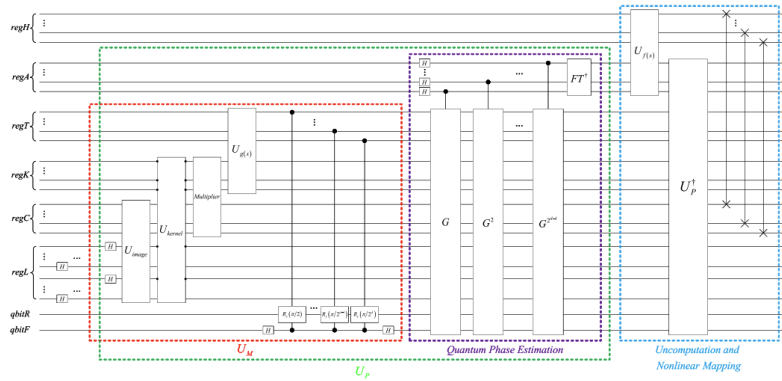 regH
regA
regT
regK
regC
regL
qbitR
qbitF
H
H
H
H
H
H
H
H
H
H
U_image
U_kernel
Multiplier
U_g(s)
...
...
...
...
G
G²
FT†
U_f(s)
U_P†
U_M
Quantum Phase Estimation
Uncomputation and
Nonlinear Mapping
U_P